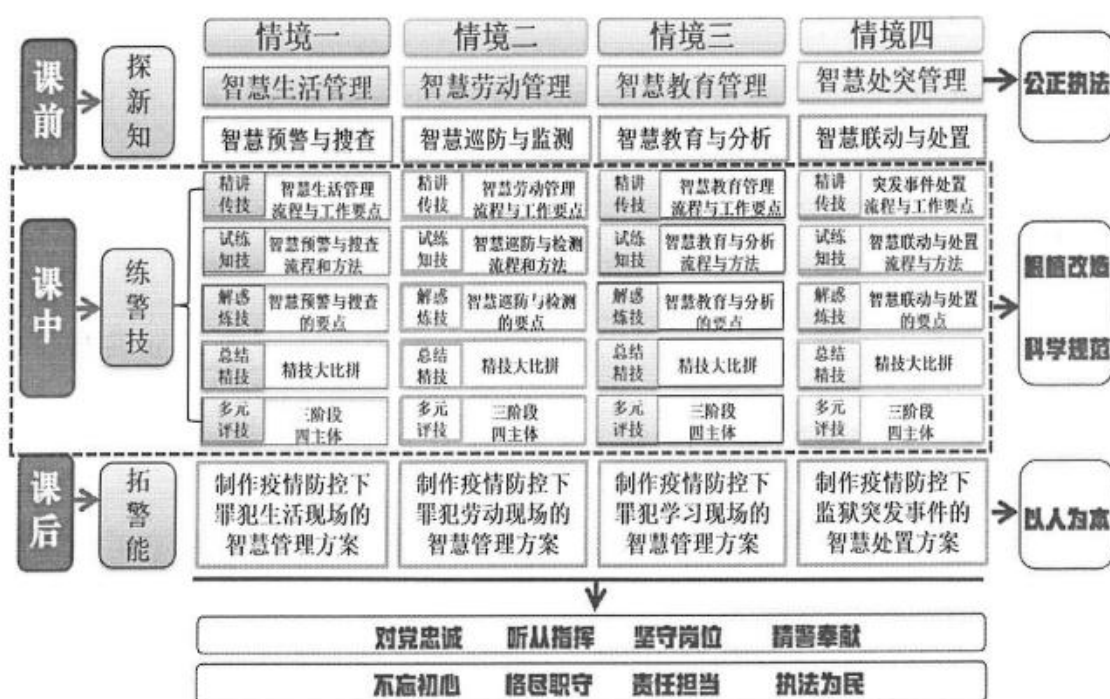 情境一 情境二 情境三 情境四
课前 探新知 智慧生活管理 智慧劳动管理 智慧教育管理 智慧处突管理 公正执法
智慧预警与搜查 智慧巡防与监测 智慧教育与分析 智慧联动与处置
课中 练警技
精讲传技 智慧生活管理流程与工作要点 精讲传技 智慧劳动管理流程与工作要点 精讲传技 智慧教育管理流程与工作要点 精讲传技 突发事件处置流程与工作要点
试练知技 智慧预警与搜查流程和方法 试练知技 智慧巡防与检测流程和方法 试练知技 智慧教育与分析流程与方法 试练知技 智慧联动与处置流程与方法
解惑炼技 智慧预警与搜查的要点 解惑炼技 智慧巡防与检测的要点 解惑炼技 智慧教育与分析的要点 解惑炼技 智慧联动与处置的要点
总结精技 精技大比拼 总结精技 精技大比拼 总结精技 精技大比拼 总结精技 精技大比拼
多元评技 三阶段四主体 多元评技 三阶段四主体 多元评技 三阶段四主体 多元评技 三阶段四主体
改造
科学规范
课后 拓警能 制作疫情防控下罪犯生活现场的智慧管理方案 制作疫情防控下罪犯劳动现场的智慧管理方案 制作疫情防控下罪犯学习现场的智慧管理方案 制作疫情防控下监狱突发事件的智慧处置方案 以人为本
对党忠诚 听从指挥 坚守岗位 精警奉献
不忘初心 恪尽职守 责任担当 执法为民